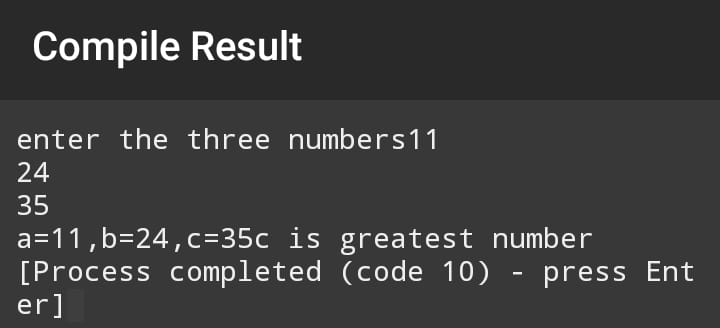 Compile Result
enter the three numbers11
24
35
a=11,b=24,c=35c is greatest number
[Process completed (code 10) - press Ent
er]